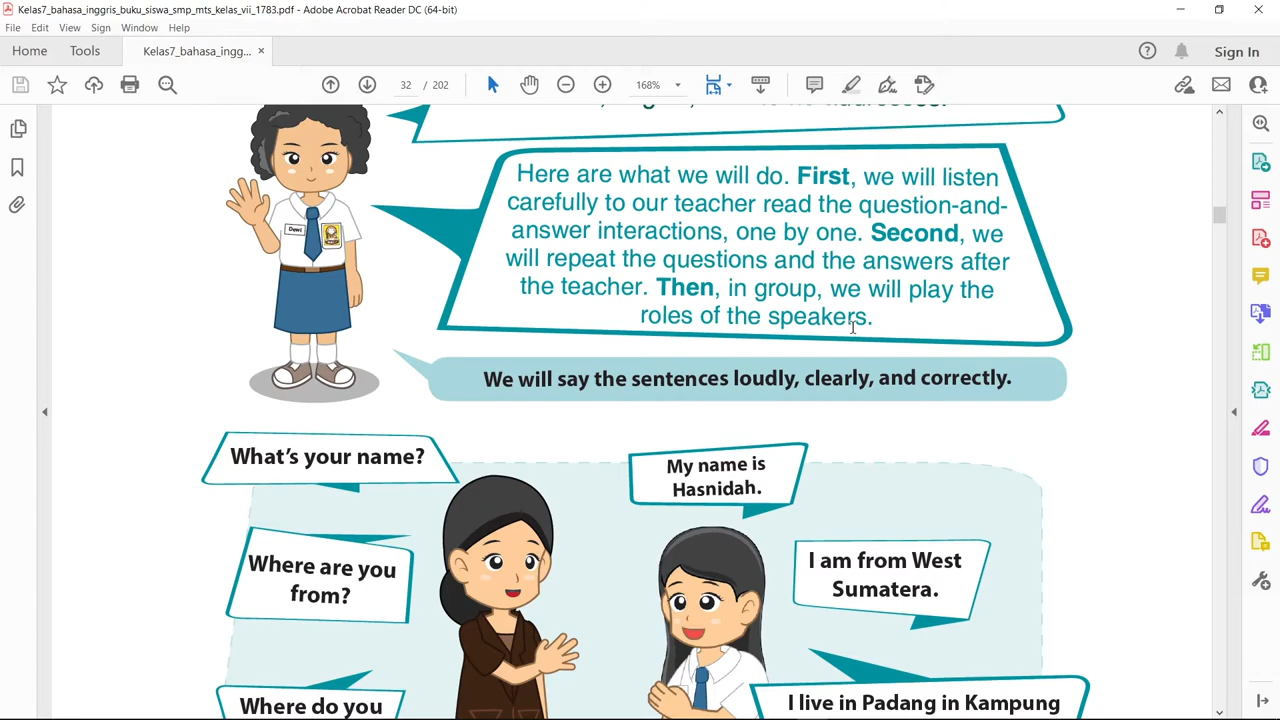 Kelas7_bahasa_inggris_buku_siswa_smp_mts_kelas_vii_1783.pdf - Adobe Acrobat Reader DC (64-bit)
File Edit View Sign Window Help
Home Tools Kelas7_bahasa_ingg... × Sign In
32 / 202 168%
Here are what we will do. First, we will listen
carefully to our teacher read the question-and-
answer interactions, one by one. Second, we
will repeat the questions and the answers after
the teacher. Then, in group, we will play the
roles of the speakers.
Dewi
We will say the sentences loudly, clearly, and correctly.
What's your name?
My name is
Hasnidah.
Where are you
from?
I am from West
Sumatera.
Where do you
I live in Padang in Kampung